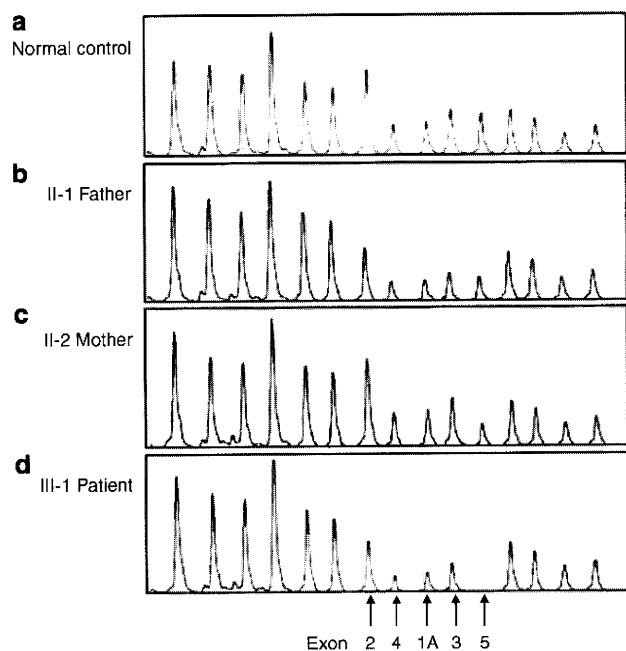 a
Normal control
b
II-1 Father
c
II-2 Mother
d
III-1 Patient
Exon 2 4 1A 3 5